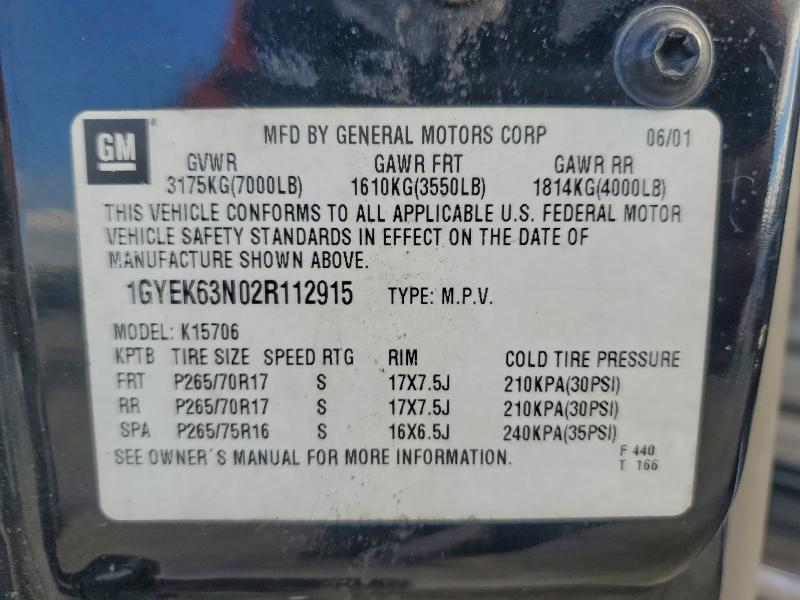 GM
MFD BY GENERAL MOTORS CORP 06/01
GVWR GAWR FRT GAWR RR
3175KG(7000LB) 1610KG(3550LB) 1814KG(4000LB)
THIS VEHICLE CONFORMS TO ALL APPLICABLE U.S. FEDERAL MOTOR
VEHICLE SAFETY STANDARDS IN EFFECT ON THE DATE OF
MANUFACTURE SHOWN ABOVE.
1GYEK63N02R112915 TYPE: M.P.V.
MODEL: K15706
KPTB TIRE SIZE SPEED RTG RIM COLD TIRE PRESSURE
FRT P265/70R17 S 17X7.5J 210KPA(30PSI)
RR P265/70R17 S 17X7.5J 210KPA(30PSI)
SPA P265/75R16 S 16X6.5J 240KPA(35PSI)
SEE OWNER'S MANUAL FOR MORE INFORMATION.
F 440
T 166